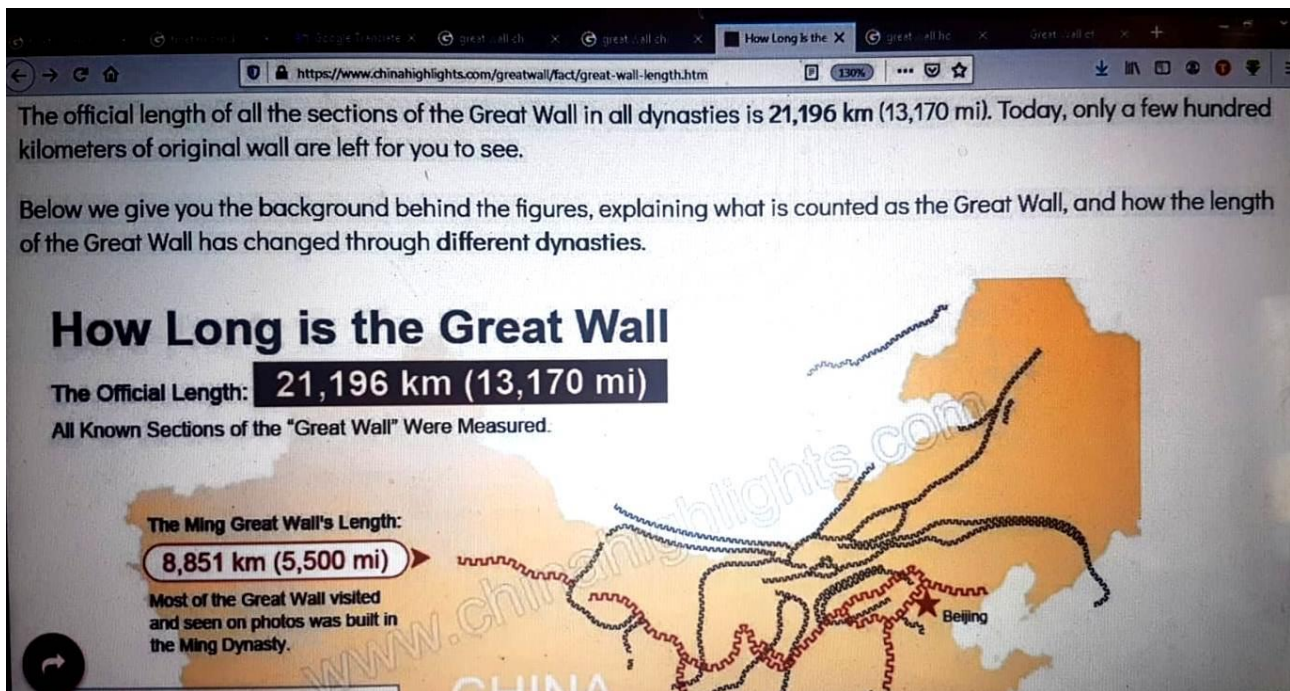 How Long is the
https://www.chinahighlights.com/greatwall/fact/great-wall-length.htm
130%
The official length of all the sections of the Great Wall in all dynasties is 21,196 km (13,170 mi). Today, only a few hundred
kilometers of original wall are left for you to see.
Below we give you the background behind the figures, explaining what is counted as the Great Wall, and how the length
of the Great Wall has changed through different dynasties.
How Long is the Great Wall
The Official Length: 21,196 km (13,170 mi)
All Known Sections of the "Great Wall" Were Measured.
The Ming Great Wall's Length:
8,851 km (5,500 mi)
Most of the Great Wall visited
and seen on photos was built in
the Ming Dynasty.
Beijing
www.chinahighlights.com
CHINA